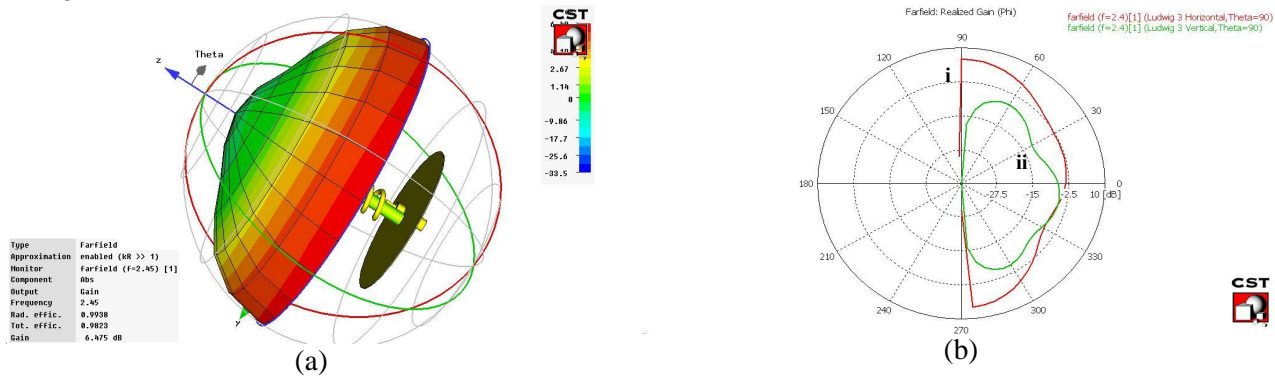 CST
Theta
z
y
2.67
1.14
0
-9.86
-17.7
-25.6
-33.5
Type Farfield
Approximation enabled (kR >> 1)
Monitor farfield (f=2.45) [1]
Component Abs
Output Gain
Frequency 2.45
Rad. effic. 0.9938
Tot. effic. 0.9823
Gain 6.475 dB
(a)
Farfield: Realized Gain (Phi)
farfield (f=2.4)[1] (Ludwig 3 Horizontal,Theta=90)
farfield (f=2.4)[1] (Ludwig 3 Vertical,Theta=90)
90
120 60
i
150 30
ii
180 -27.5 -15 -2.5 10 [dB] 0
210 330
240 300
270
CST
(b)